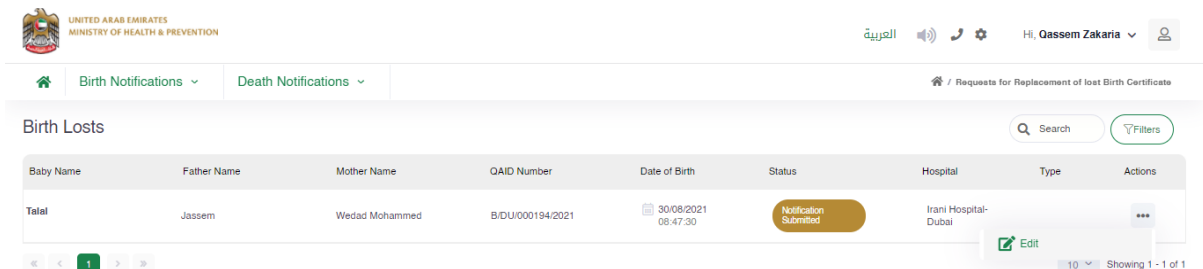 UNITED ARAB EMIRATES
MINISTRY OF HEALTH & PREVENTION
العربية
Hi, Qassem Zakaria
Birth Notifications
Death Notifications
/ Requests for Replacement of lost Birth Certificate
Birth Losts
Search
Filters
Baby Name Father Name Mother Name QAID Number Date of Birth Status Hospital Type Actions
Talal Jassem Wedad Mohammed B/DU/000194/2021 30/08/2021 Notification Irani Hospital-
08:47:30 Submitted Dubai
Edit
« < 1 > » 10 Showing 1 - 1 of 1